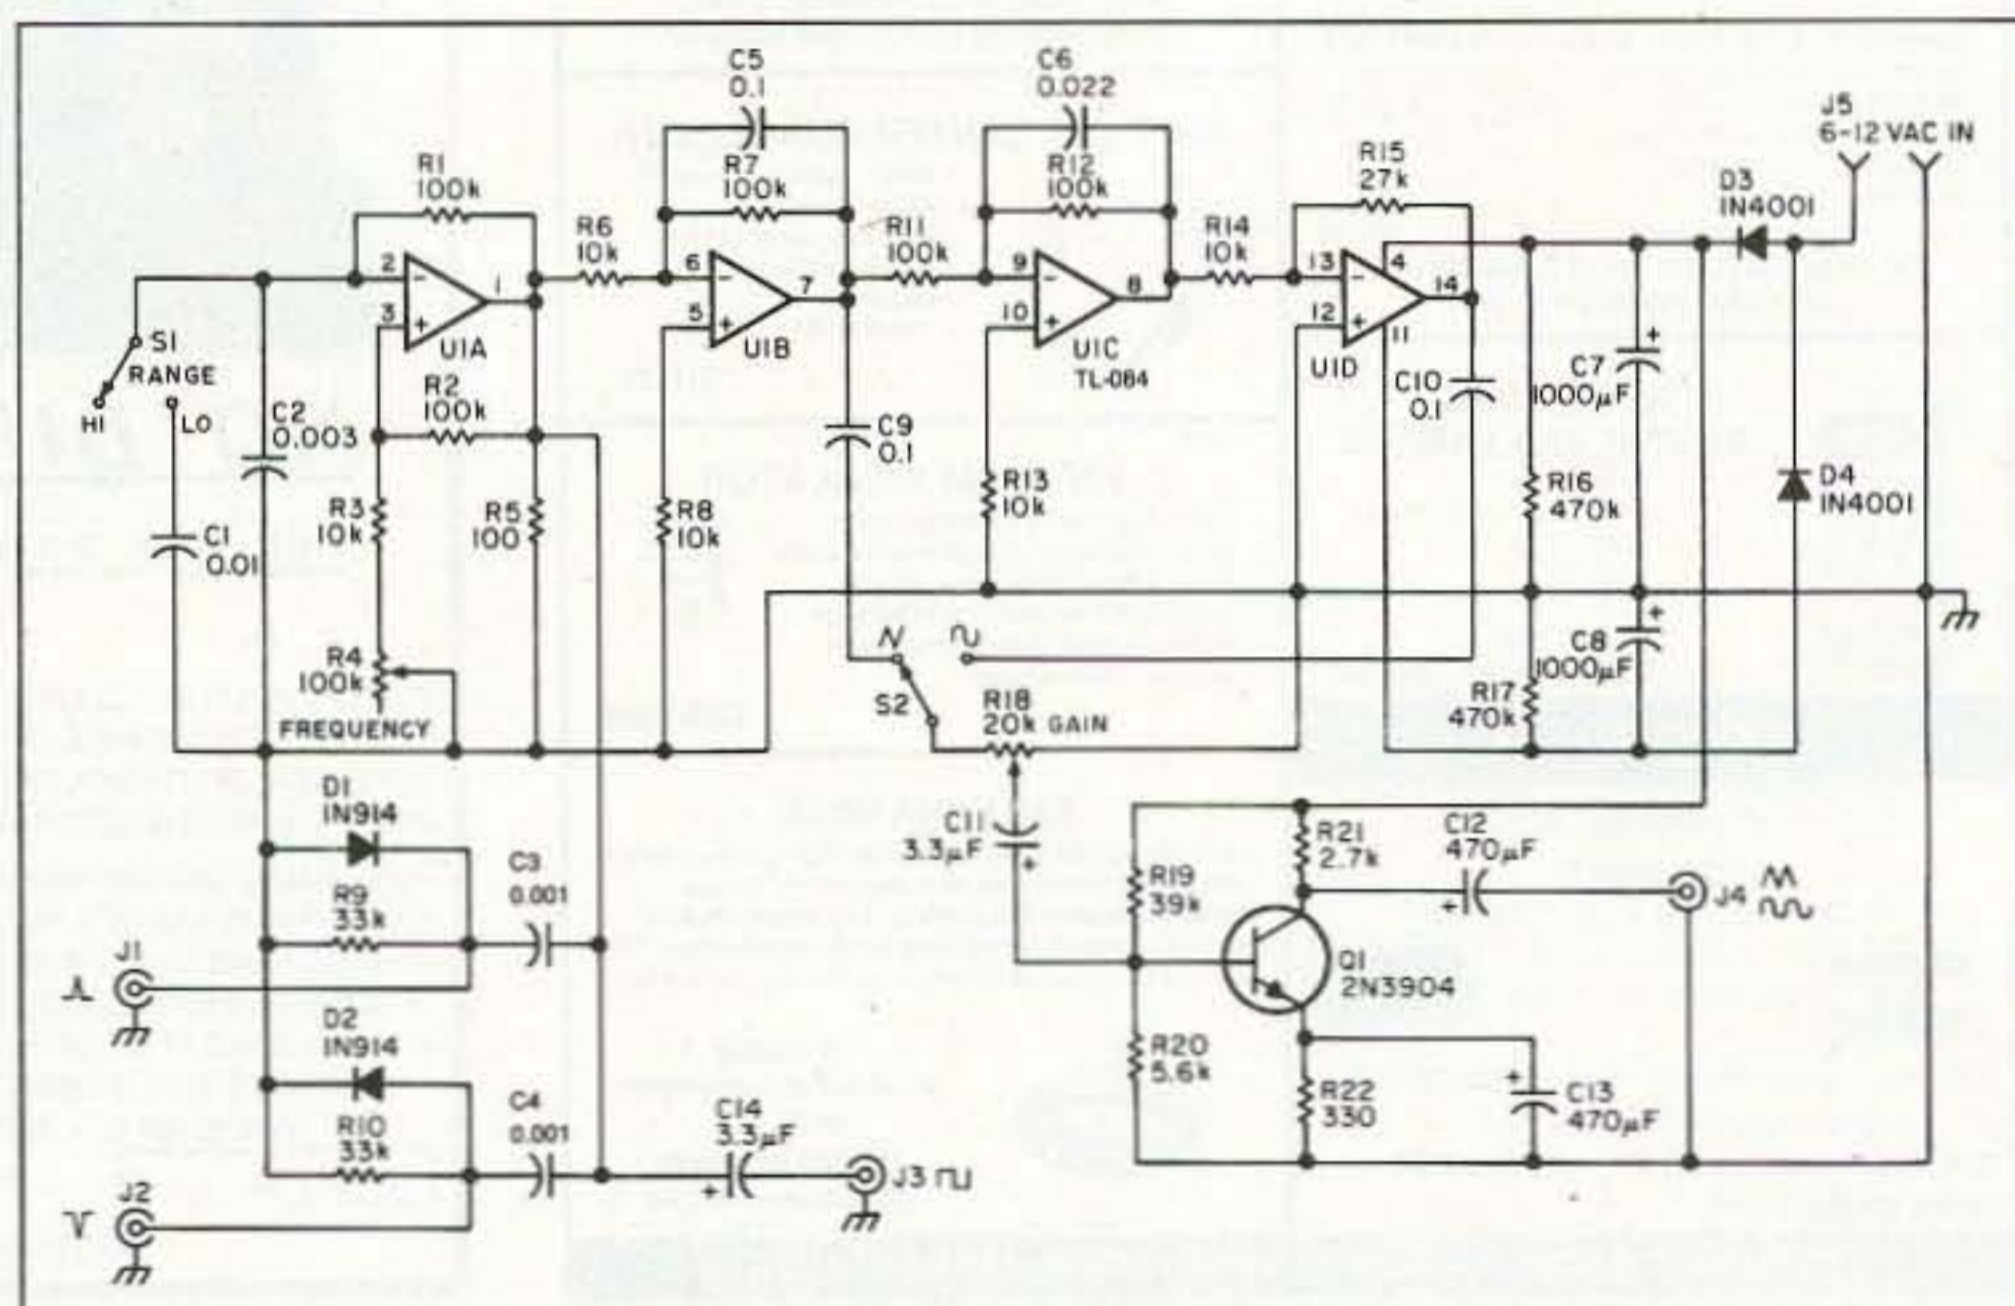 C5
0.1
C6
0.022
J5
6-12 VAC IN
R1
100k
R7
100k
R12
100k
R15
27k
D3
IN4001
R6
10k
R11
100k
R14
10k
2
-
3
+
1
U1A
6
-
5
+
7
U1B
9
-
10
+
8
U1C
TL-084
13
-
12
+
4
11
14
U1D
S1
RANGE
HI
LO
C2
0.003
R2
100k
C9
0.1
C10
0.1
C7
1000µF
+
C1
0.01
R3
10k
R5
100
R8
10k
R13
10k
R16
470k
D4
IN4001
R4
100k
FREQUENCY
S2
R18
20k GAIN
C8
1000µF
+
R17
470k
D1
IN914
R9
33k
C3
0.001
C11
3.3µF
+
R19
39k
R21
2.7k
C12
470µF
+
J4
J1
Q1
2N3904
D2
IN914
R10
33k
C4
0.001
C14
3.3µF
+
R20
5.6k
R22
330
C13
470µF
+
J2
J3